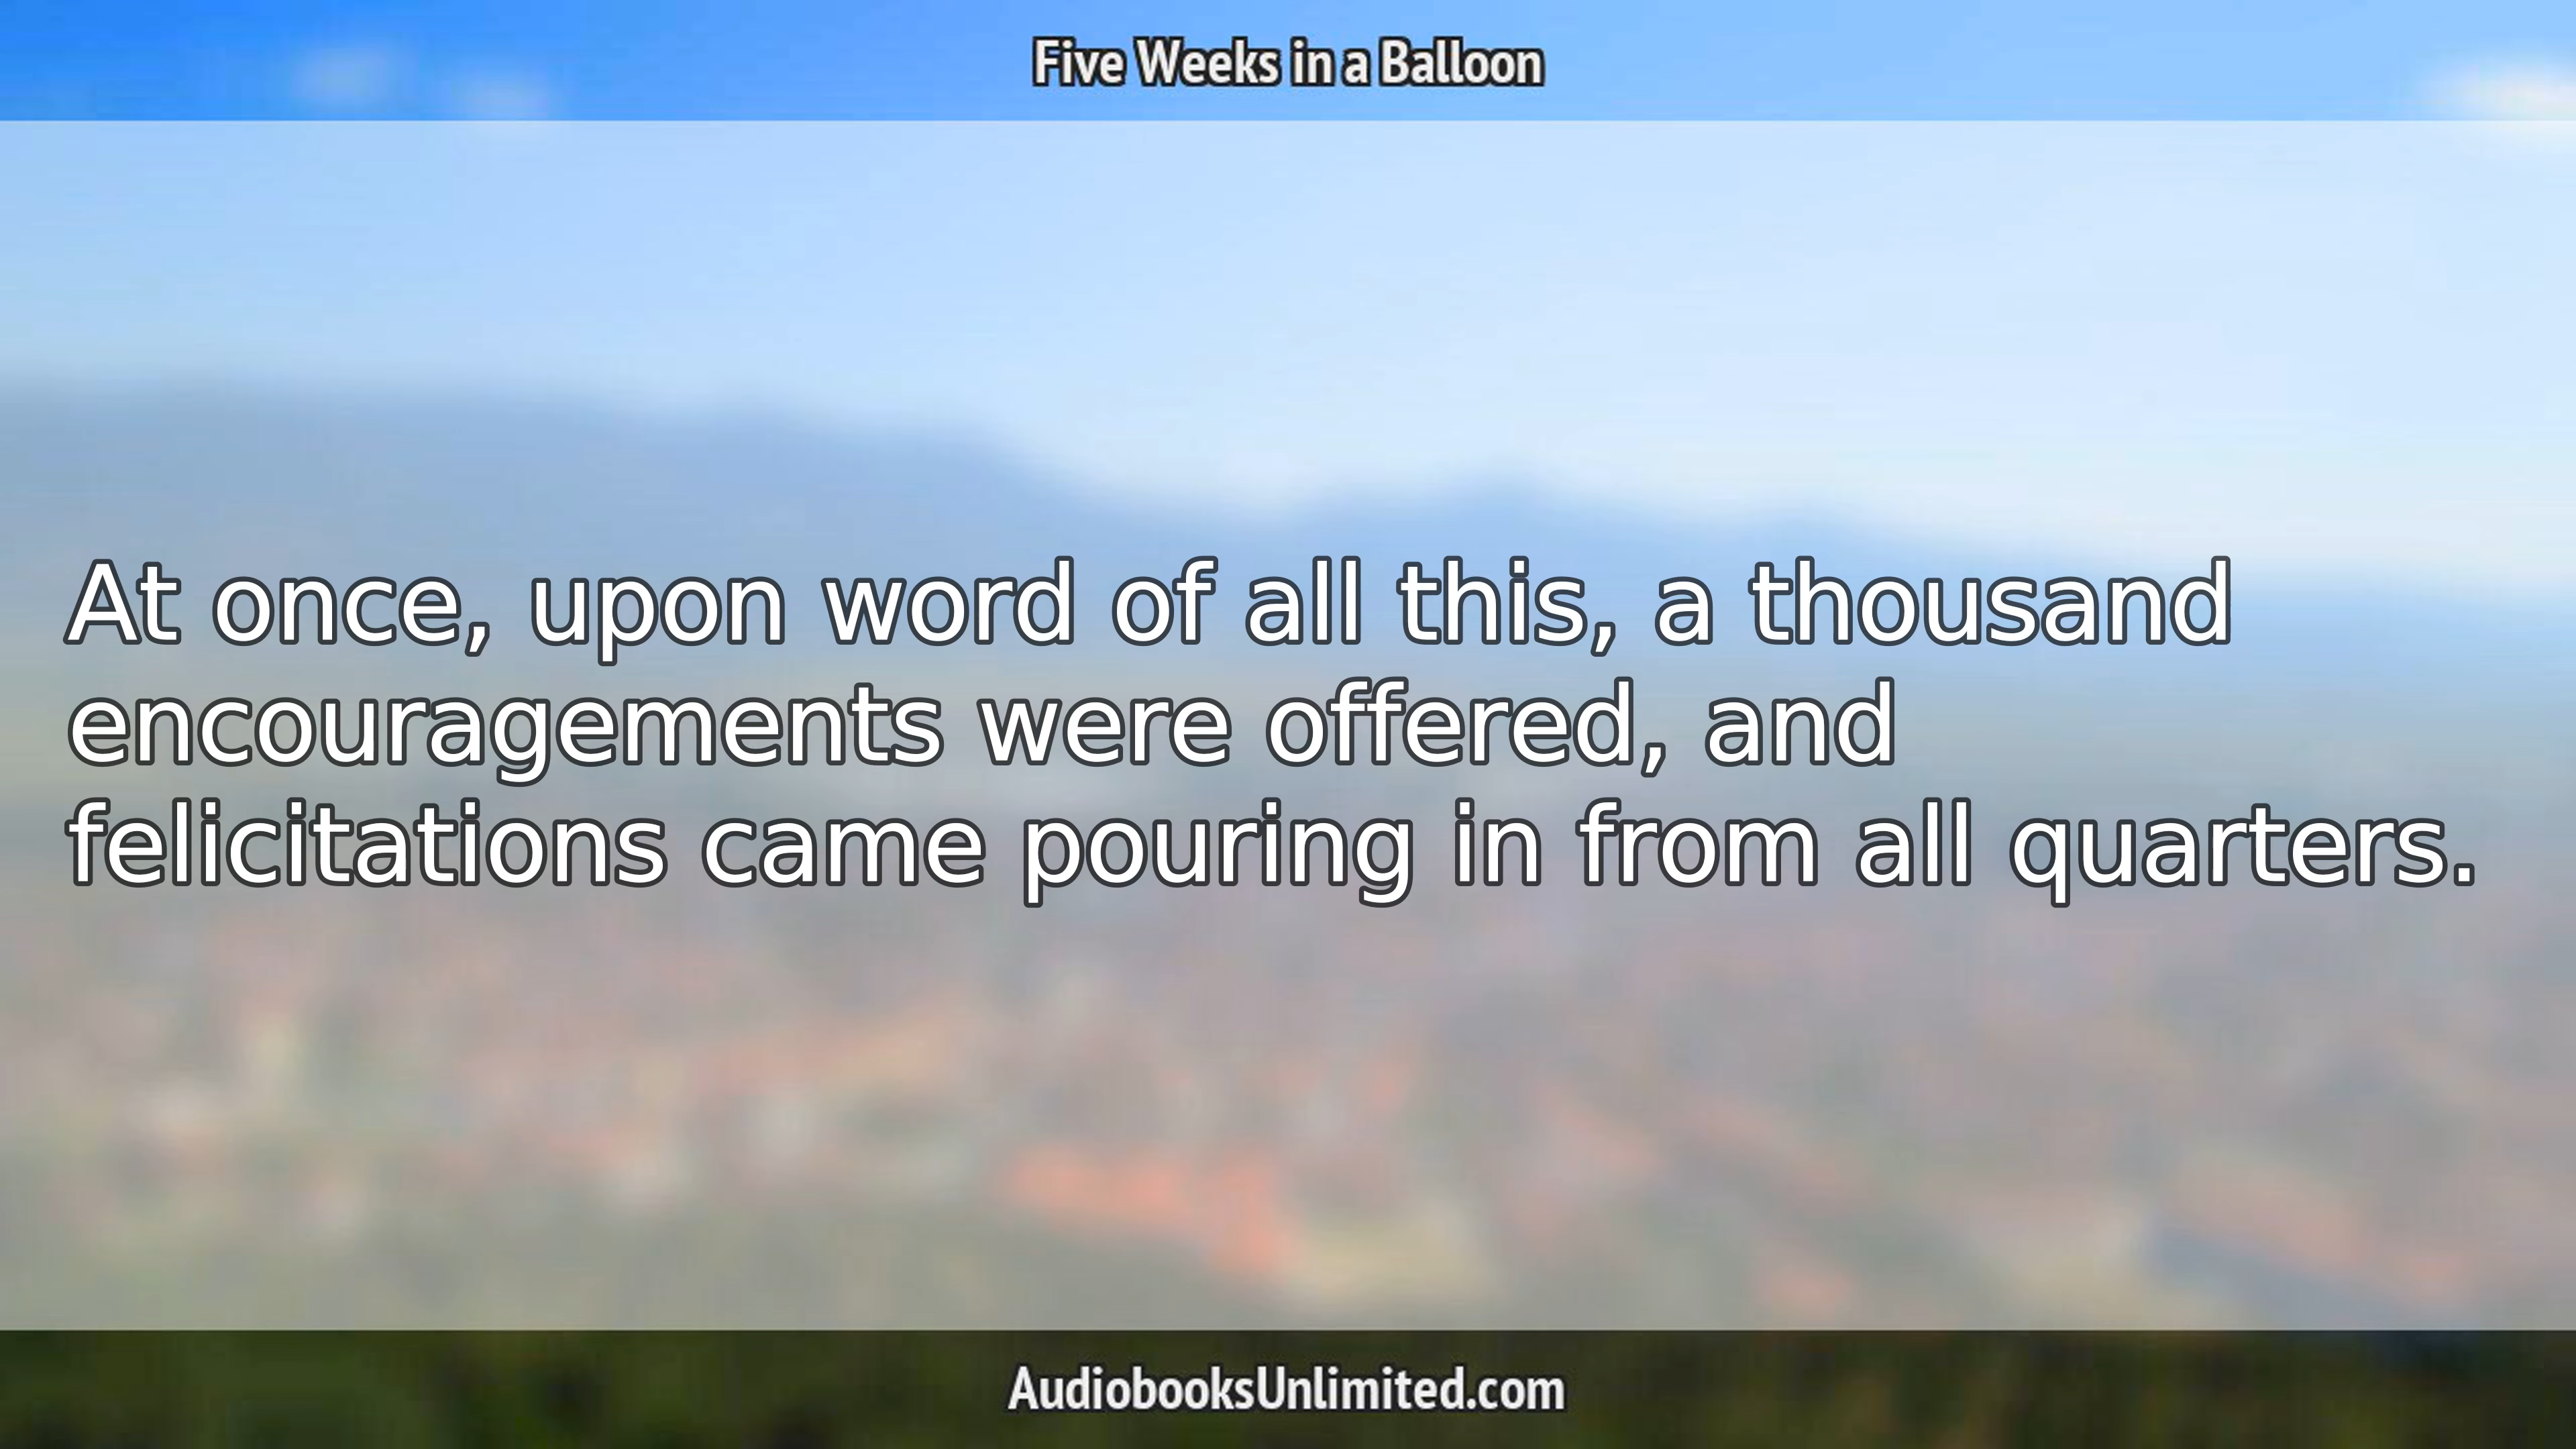 Five Weeks in a Balloon
At once, upon word of all this, a thousand
encouragements were offered, and
felicitations came pouring in from all quarters.
AudiobooksUnlimited.com